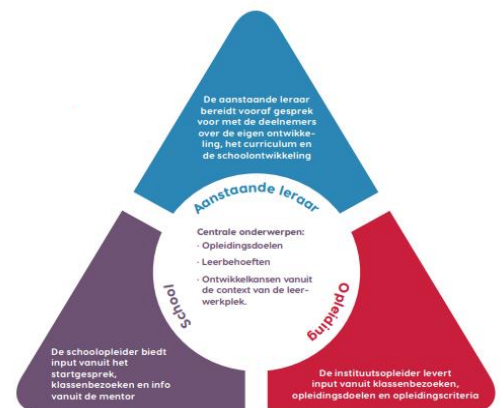 De aanstaande leraar
bereidt vooraf gesprek
voor met de deelnemers
over de eigen ontwikke-
ling, het curriculum en
de schoolontwikkeling
Aanstaande leraar
Centrale onderwerpen:
· Opleidingsdoelen
· Leerbehoeften
· Ontwikkelkansen vanuit
de context van de leer-
werkplek.
School
Opleiding
De schoolopleider biedt
input vanuit het
startgesprek,
klassenbezoeken en info
vanuit de mentor
De instituutsopleider levert
input vanuit klassenbezoeken,
opleidingsdoelen en opleidingscriteria